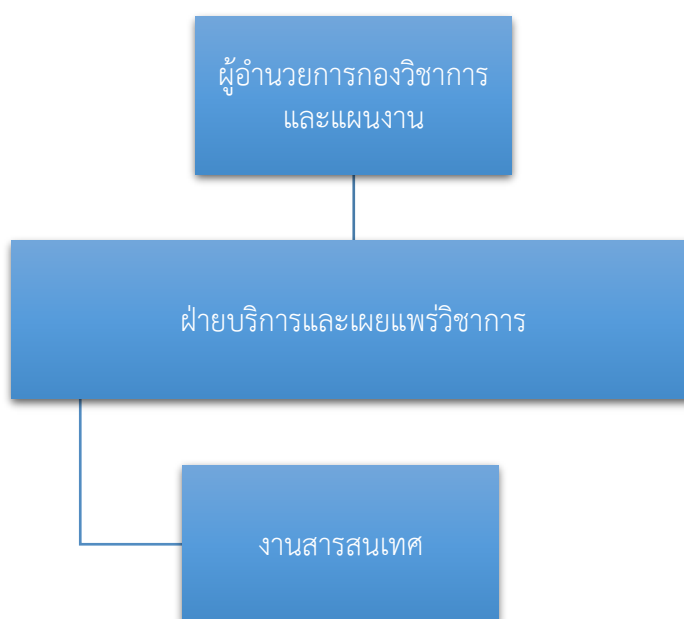 ผู้อำนวยการกองวิชาการ
และแผนงาน
ฝ่ายบริการและเผยแพร่วิชาการ
งานสารสนเทศ